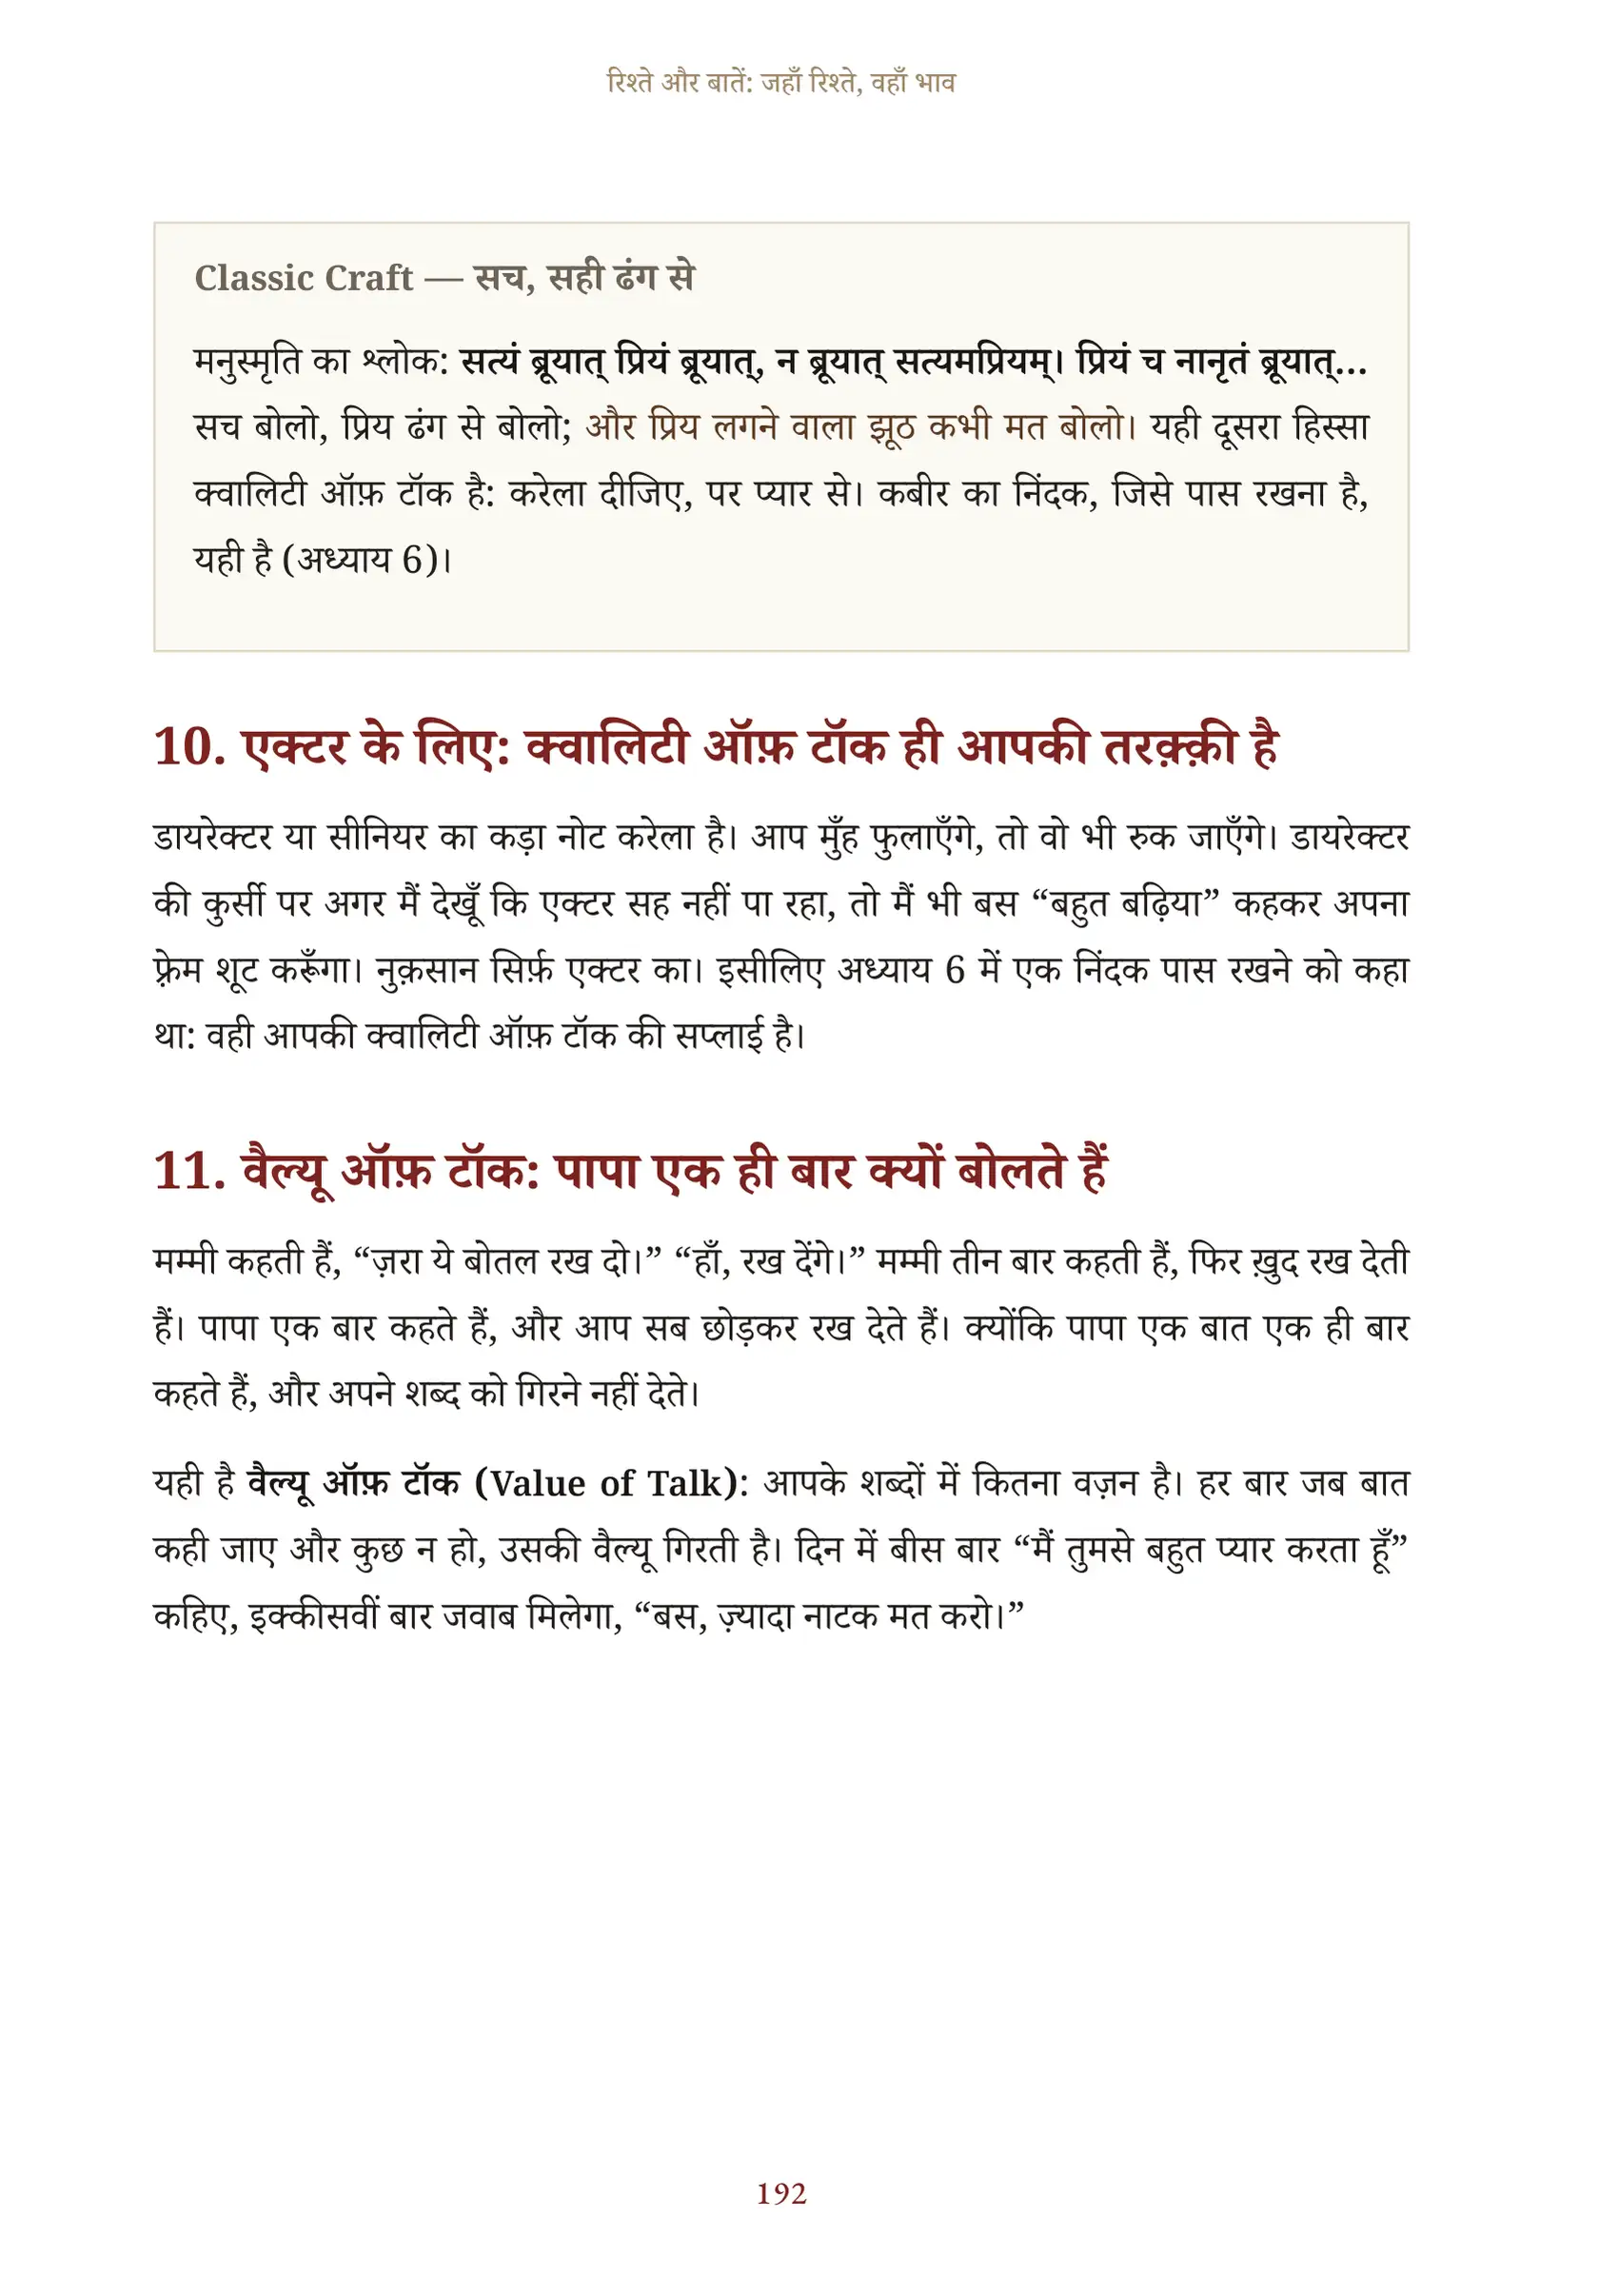 रिश्ते और बातें: जहाँ रिश्ते, वहाँ भाव
Classic Craft — सच, सही ढंग से
मनुस्मृति का श्लोक: सत्यं ब्रूयात् प्रियं ब्रूयात्, न ब्रूयात् सत्यमप्रियम्। प्रियं च नानृतं ब्रूयात्...
सच बोलो, प्रिय ढंग से बोलो; और प्रिय लगने वाला झूठ कभी मत बोलो। यही दूसरा हिस्सा
क्वालिटी ऑफ़ टॉक है: करेला दीजिए, पर प्यार से। कबीर का निंदक, जिसे पास रखना है,
यही है (अध्याय 6)।
10. एक्टर के लिए: क्वालिटी ऑफ़ टॉक ही आपकी तरक़्क़ी है
डायरेक्टर या सीनियर का कड़ा नोट करेला है। आप मुँह फुलाएँगे, तो वो भी रुक जाएँगे। डायरेक्टर
की कुर्सी पर अगर मैं देखूँ कि एक्टर सह नहीं पा रहा, तो मैं भी बस “बहुत बढ़िया” कहकर अपना
फ़्रेम शूट करूँगा। नुक़सान सिर्फ़ एक्टर का। इसीलिए अध्याय 6 में एक निंदक पास रखने को कहा
था: वही आपकी क्वालिटी ऑफ़ टॉक की सप्लाई है।
11. वैल्यू ऑफ़ टॉक: पापा एक ही बार क्यों बोलते हैं
मम्मी कहती हैं, “ज़रा ये बोतल रख दो।” “हाँ, रख देंगे।” मम्मी तीन बार कहती हैं, फिर ख़ुद रख देती
हैं। पापा एक बार कहते हैं, और आप सब छोड़कर रख देते हैं। क्योंकि पापा एक बात एक ही बार
कहते हैं, और अपने शब्द को गिरने नहीं देते।
यही है वैल्यू ऑफ़ टॉक (Value of Talk): आपके शब्दों में कितना वज़न है। हर बार जब बात
कही जाए और कुछ न हो, उसकी वैल्यू गिरती है। दिन में बीस बार “मैं तुमसे बहुत प्यार करता हूँ”
कहिए, इक्कीसवीं बार जवाब मिलेगा, “बस, ज़्यादा नाटक मत करो।”
192